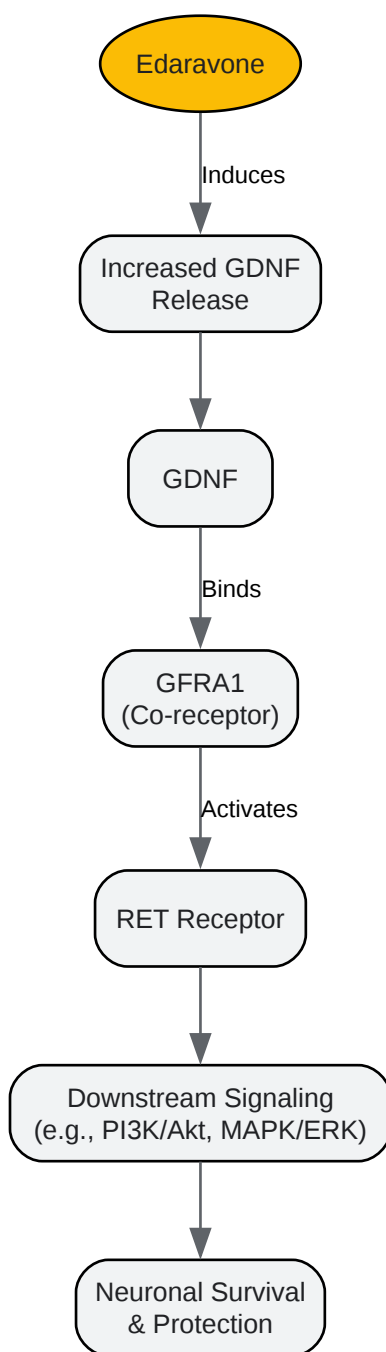 Edaravone
Induces
Increased GDNF
Release
GDNF
Binds
GFRA1
(Co-receptor)
Activates
RET Receptor
Downstream Signaling
(e.g., PI3K/Akt, MAPK/ERK)
Neuronal Survival
& Protection